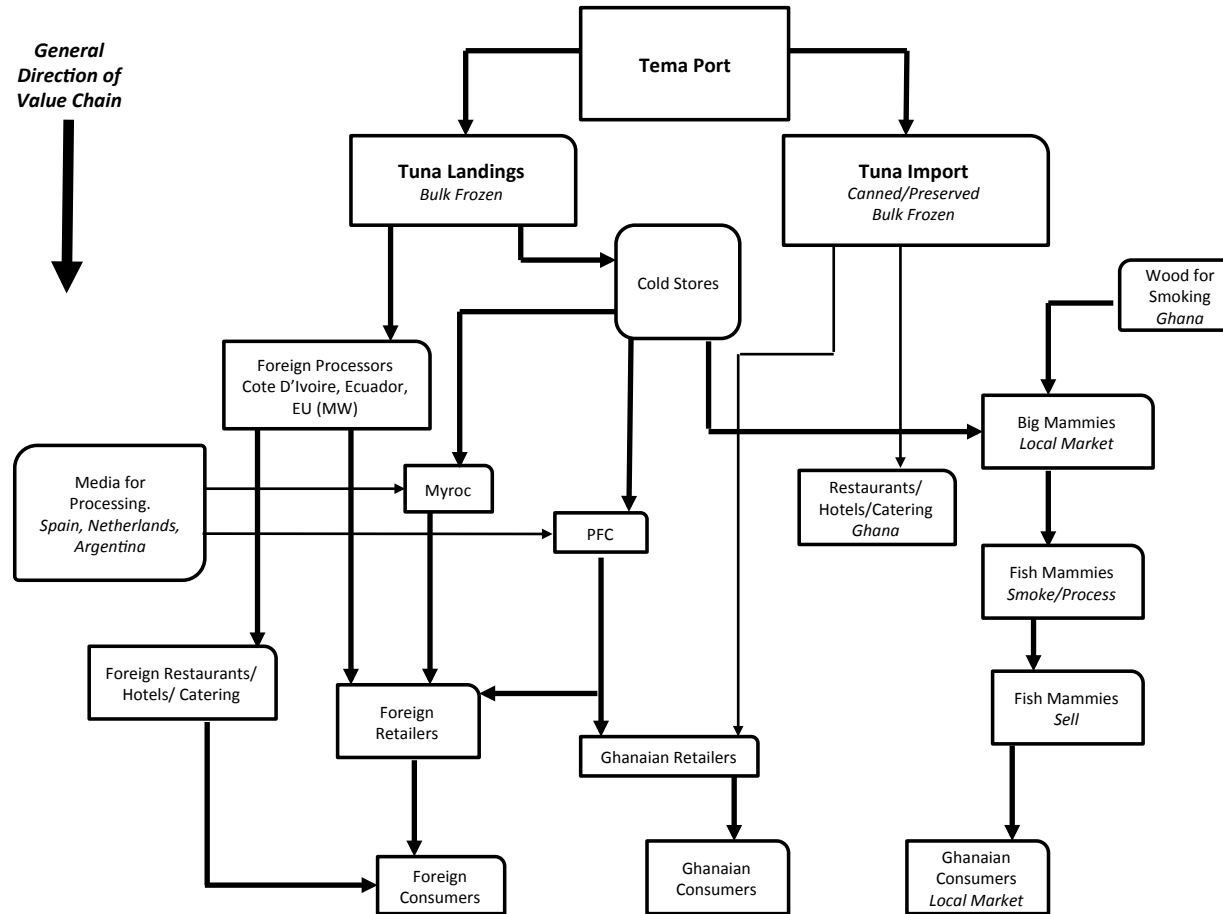 General
Direction of
Value Chain
Tema Port
Tuna Landings
Bulk Frozen
Tuna Import
Canned/Preserved
Bulk Frozen
Cold Stores
Wood for
Smoking
Ghana
Foreign Processors
Cote D’Ivoire, Ecuador,
EU (MW)
Big Mammies
Local Market
Media for
Processing.
Spain, Netherlands,
Argentina
Myroc
Restaurants/
Hotels/Catering
Ghana
PFC
Fish Mammies
Smoke/Process
Foreign Restaurants/
Hotels/ Catering
Foreign
Retailers
Fish Mammies
Sell
Ghanaian Retailers
Foreign
Consumers
Ghanaian
Consumers
Ghanaian
Consumers
Local Market